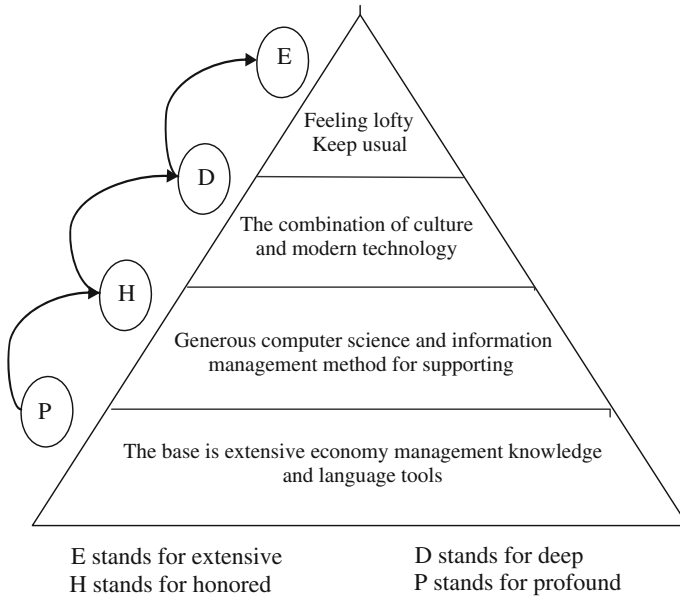 E
Feeling lofty
Keep usual
D
The combination of culture
and modern technology
H
Generous computer science and information
management method for supporting
P
The base is extensive economy management knowledge
and language tools
E stands for extensive
D stands for deep
H stands for honored
P stands for profound